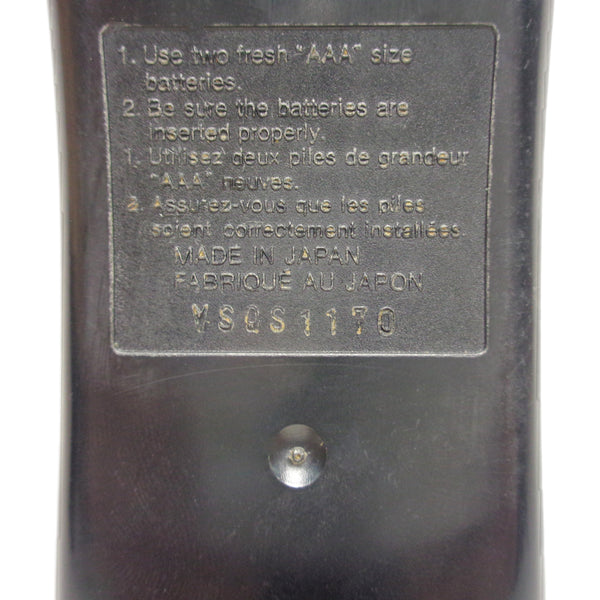 1. Use two fresh "AAA" size
batteries.
2. Be sure the batteries are
inserted properly.
1. Utilisez deux piles de grandeur
"AAA" neuves.
2. Assurez-vous que les piles
soient correctement installées.
MADE IN JAPAN
FABRIQUÉ AU JAPON
VSQS1170